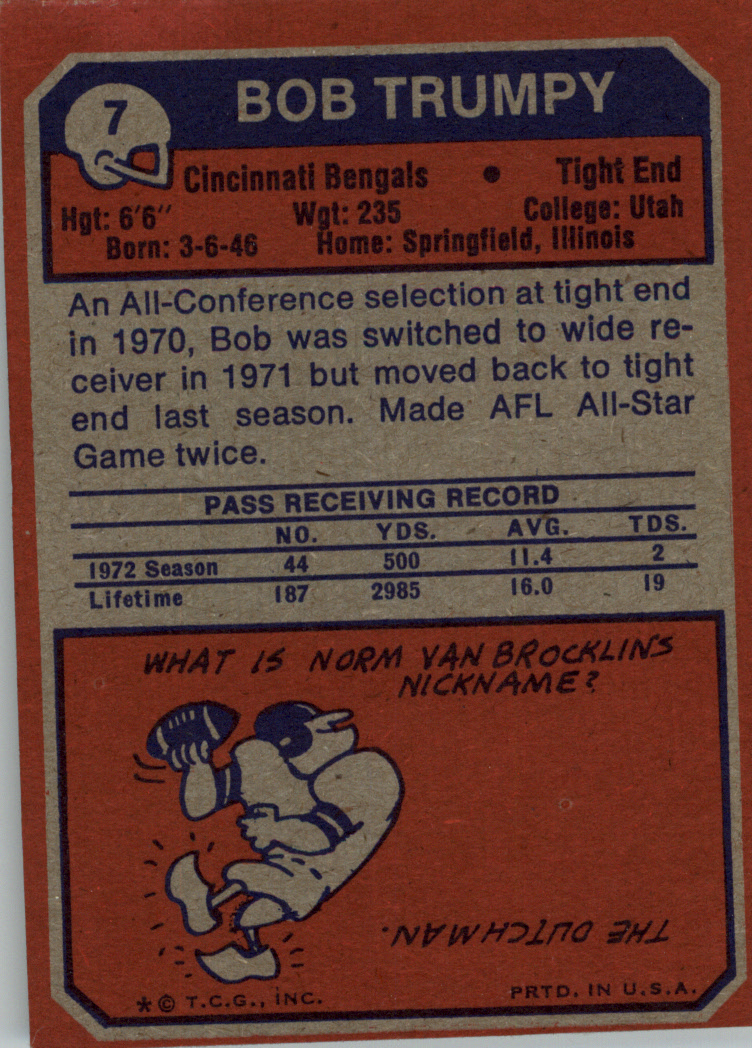 7
BOB TRUMPY
Cincinnati Bengals • Tight End
Hgt: 6'6" Wgt: 235 College: Utah
Born: 3-6-46 Home: Springfield, Illinois
An All-Conference selection at tight end
in 1970, Bob was switched to wide re-
ceiver in 1971 but moved back to tight
end last season. Made AFL All-Star
Game twice.
PASS RECEIVING RECORD
NO. YDS. AVG. TDS.
1972 Season 44 500 11.4 2
Lifetime 187 2985 16.0 19
WHAT IS NORM VAN BROCKLIN'S
NICKNAME?
THE DUTCHMAN.
* © T.C.G., INC. PRTD. IN U.S.A.